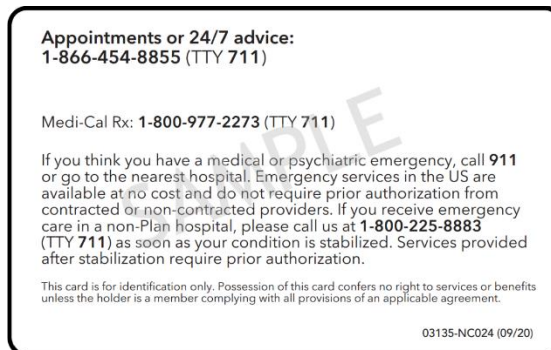 Appointments or 24/7 advice:
1-866-454-8855 (TTY 711)
Medi-Cal Rx: 1-800-977-2273 (TTY 711)
If you think you have a medical or psychiatric emergency, call 911
or go to the nearest hospital. Emergency services in the US are
available at no cost and do not require prior authorization from
contracted or non-contracted providers. If you receive emergency
care in a non-Plan hospital, please call us at 1-800-225-8883
(TTY 711) as soon as your condition is stabilized. Services provided
after stabilization require prior authorization.
This card is for identification only. Possession of this card confers no right to services or benefits
unless the holder is a member complying with all provisions of an applicable agreement.
03135-NC024 (09/20)
SAMPLE